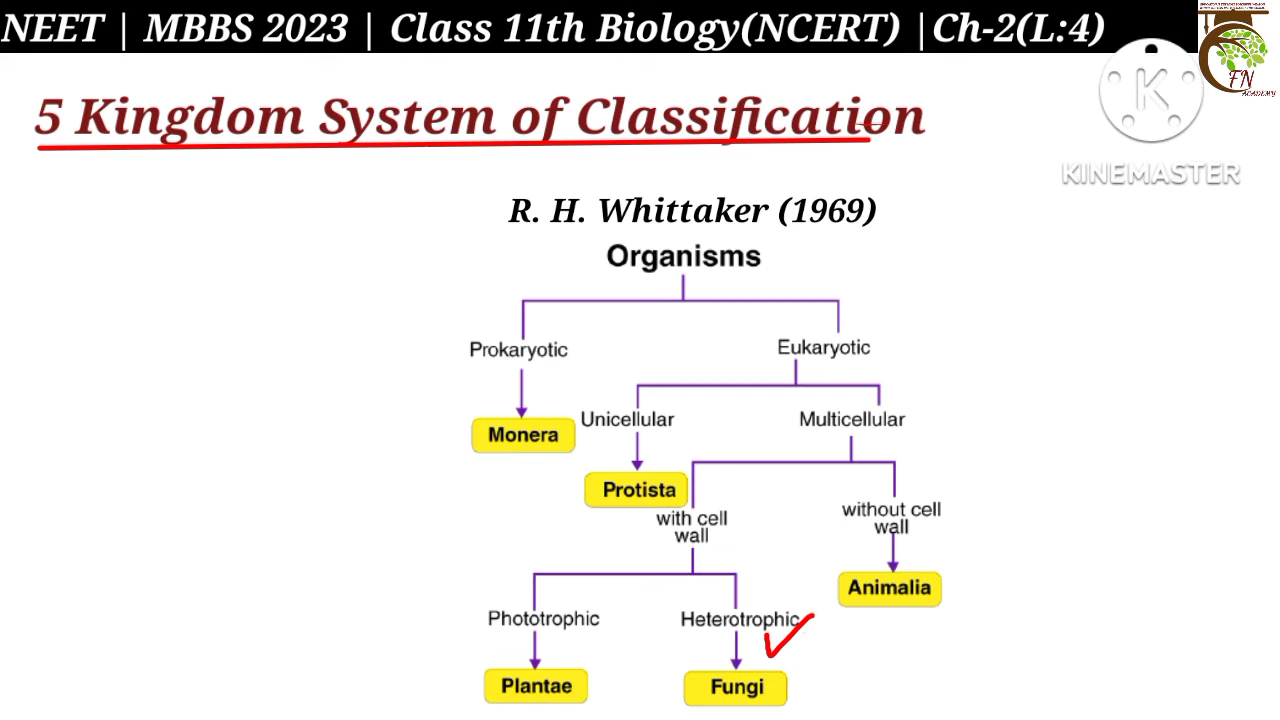 NEET | MBBS 2023 | Class 11th Biology(NCERT) |Ch-2(L:4)
FN
ACADEMY
5 Kingdom System of Classification
K
KINEMASTER
R. H. Whittaker (1969)
Organisms
Prokaryotic
Eukaryotic
Monera
Unicellular
Multicellular
Protista
with cell
wall
without cell
wall
Animalia
Phototrophic
Heterotrophic
Plantae
Fungi